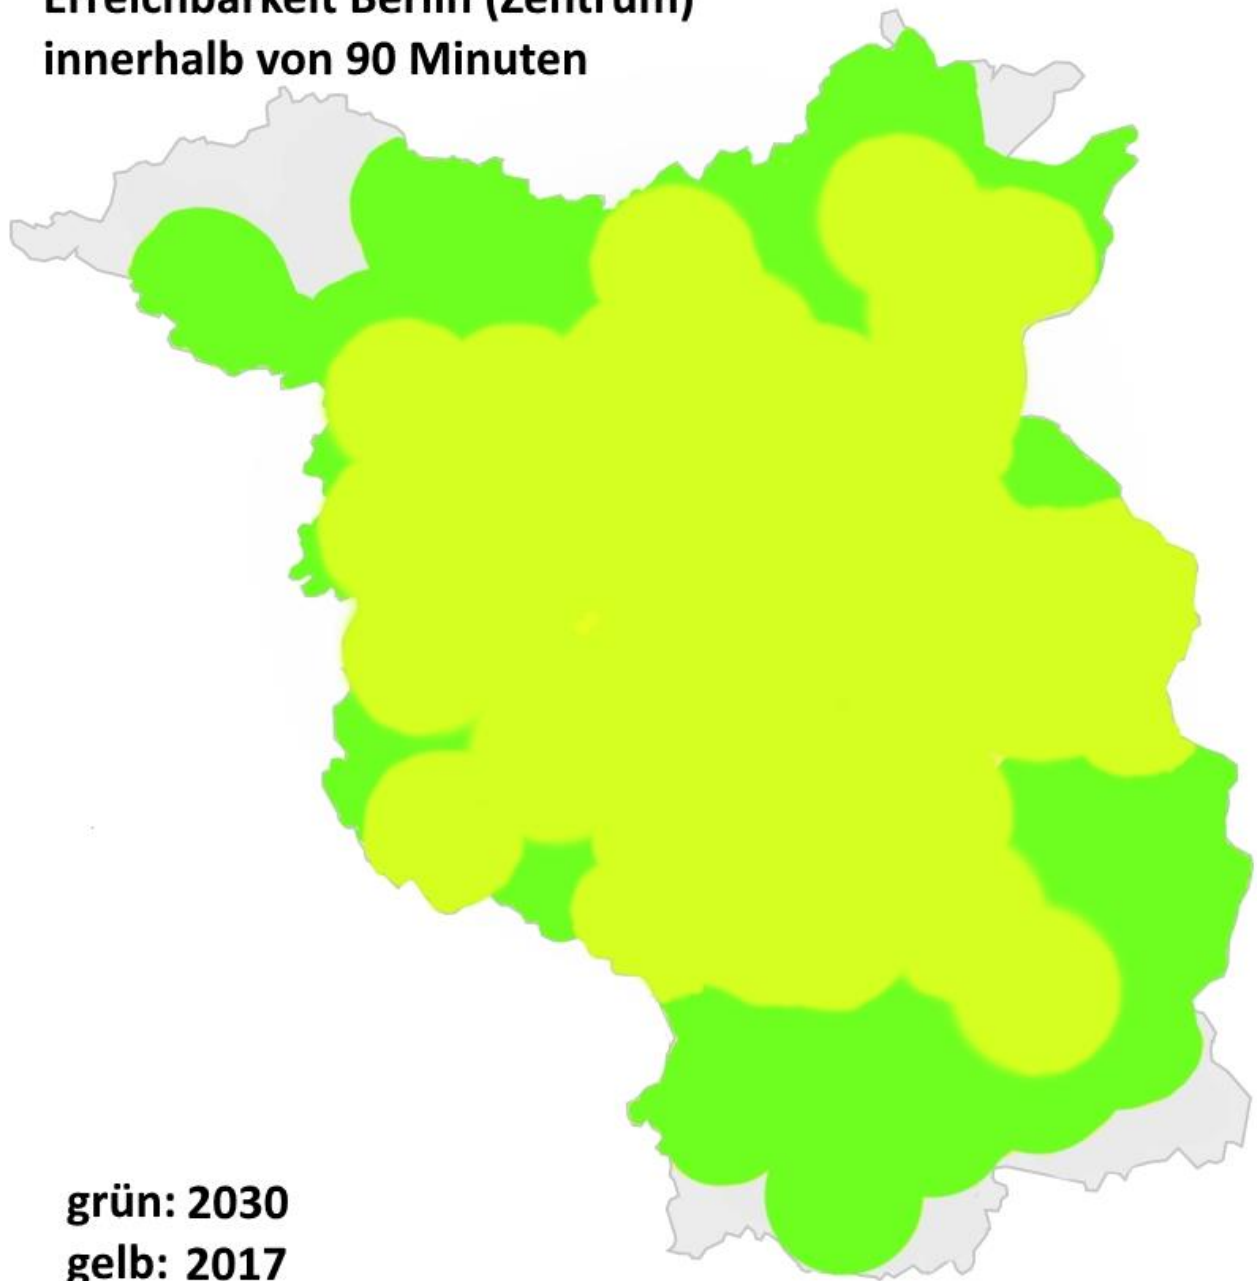 Erreichbarkeit Berlin (Zentrum)
innerhalb von 90 Minuten
grün: 2030
gelb: 2017